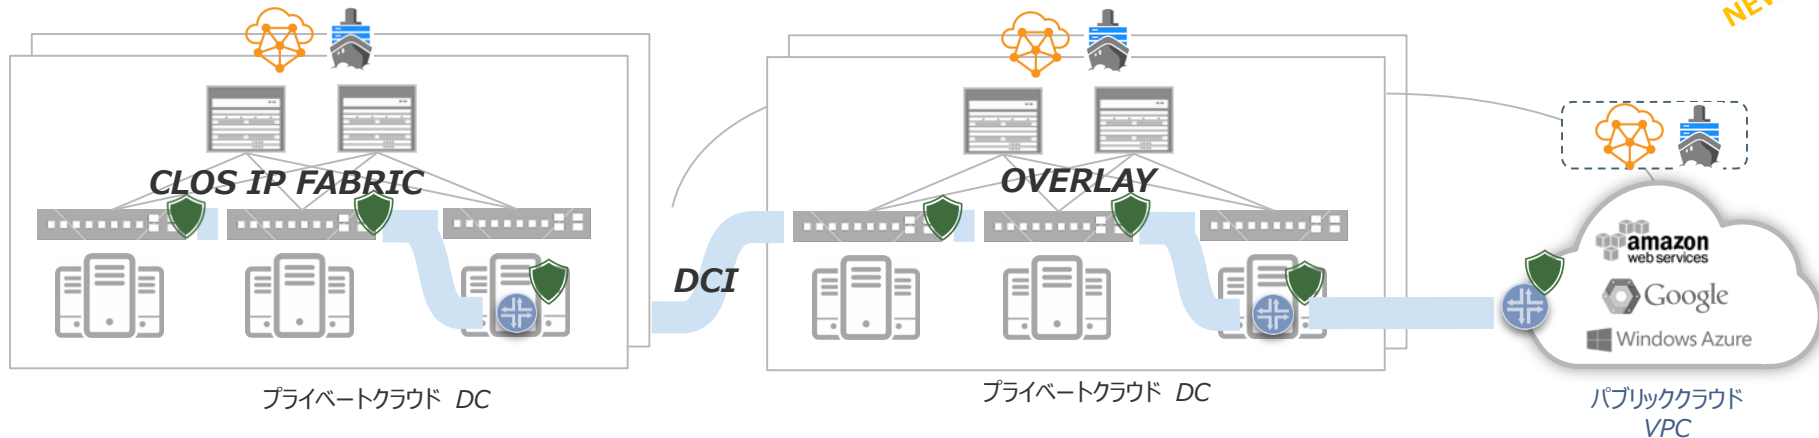 NEW
CLOS IP FABRIC
OVERLAY
DCI
amazon
web services
Google
Windows Azure
プライベートクラウド DC
プライベートクラウド DC
パブリッククラウド
VPC